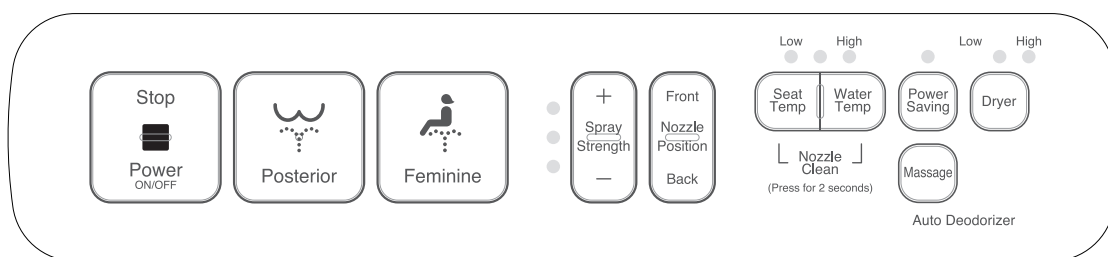 Stop
Power
ON/OFF
Posterior
Feminine
+
Spray
Strength
−
Front
Nozzle
Position
Back
Low
High
Seat
Temp
Water
Temp
Nozzle
Clean
(Press for 2 seconds)
Power
Saving
Low
High
Dryer
Massage
Auto Deodorizer